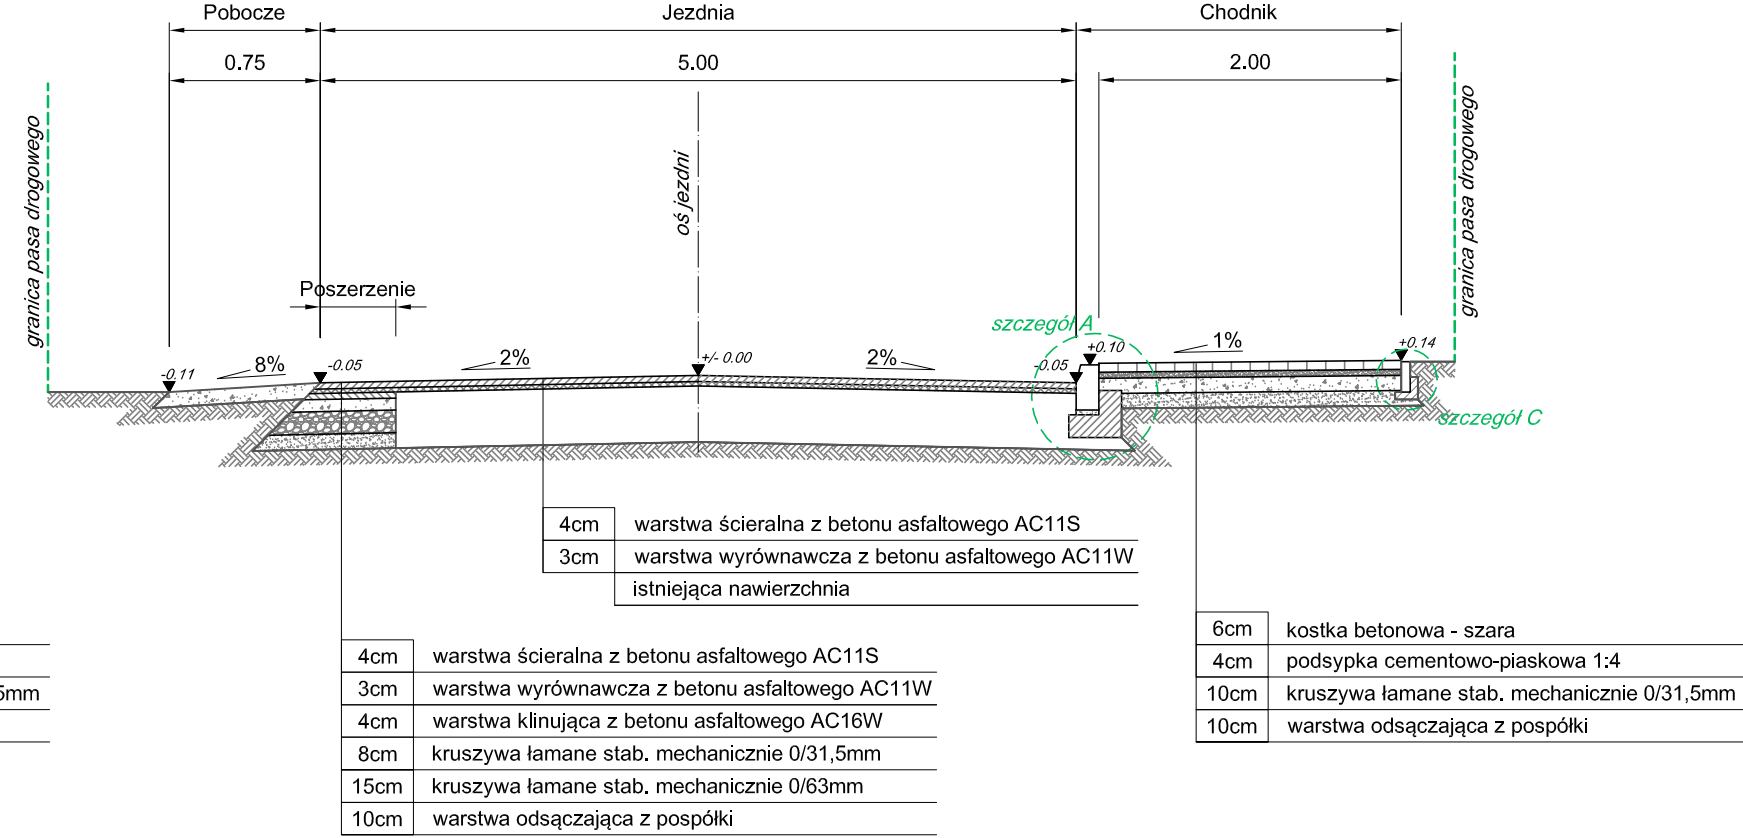 Pobocze
Jezdnia
Chodnik
0.75
5.00
2.00
granica pasa drogowego
oś jezdni
granica pasa drogowego
Poszerzenie
szczegół A
-0.11
8%
-0.05
2%
+/- 0.00
2%
-0.05
+0.10
1%
+0.14
szczegół C
4cm warstwa ścieralna z betonu asfaltowego AC11S
3cm warstwa wyrównawcza z betonu asfaltowego AC11W
istniejąca nawierzchnia
4cm warstwa ścieralna z betonu asfaltowego AC11S
3cm warstwa wyrównawcza z betonu asfaltowego AC11W
4cm warstwa klinująca z betonu asfaltowego AC16W
8cm kruszywa łamane stab. mechanicznie 0/31,5mm
15cm kruszywa łamane stab. mechanicznie 0/63mm
10cm warstwa odsączająca z pospółki
6cm kostka betonowa - szara
4cm podsypka cementowo-piaskowa 1:4
10cm kruszywa łamane stab. mechanicznie 0/31,5mm
10cm warstwa odsączająca z pospółki